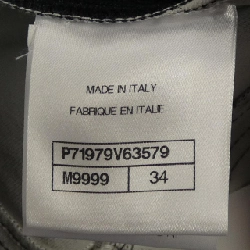 MADE IN ITALY
FABRIQUE EN ITALIE
P71979V63579
M9999 34